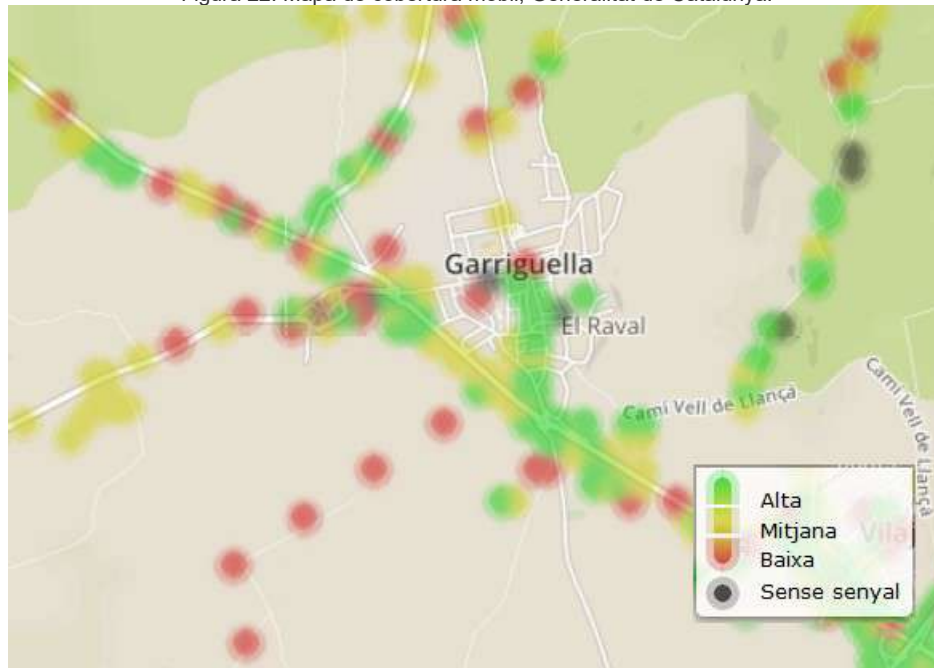 Figura 22. Mapa de cobertura mòbil, Generalitat de Catalunya.
Garriguella
El Raval
Camí Vell de Llançà
Camí Vell de Llançà
Alta
Mitjana
Baixa
Sense senyal
Vila